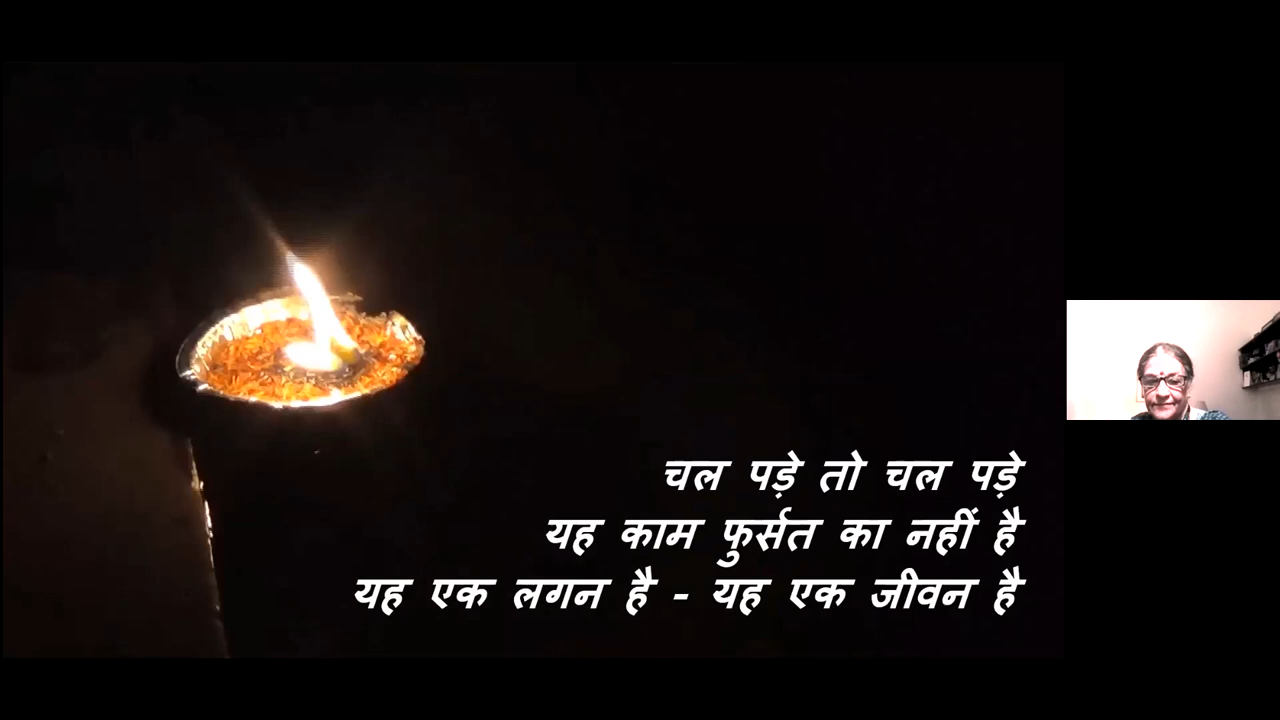 चल पड़े तो चल पड़े
यह काम फुर्सत का नहीं है
यह एक लगन है - यह एक जीवन है